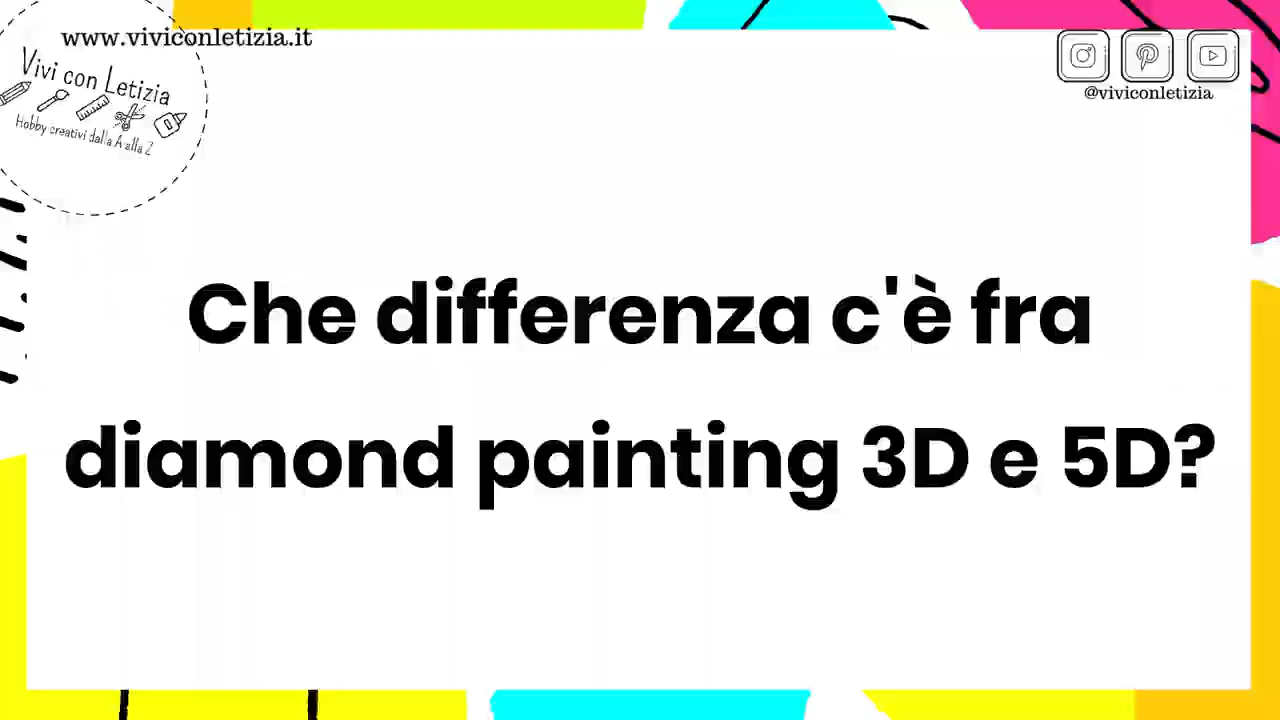 www.viviconletizia.it
Vivi con Letizia
Hobby creativi dalla A alla Z
@viviconletizia
Che differenza c'è fra
diamond painting 3D e 5D?